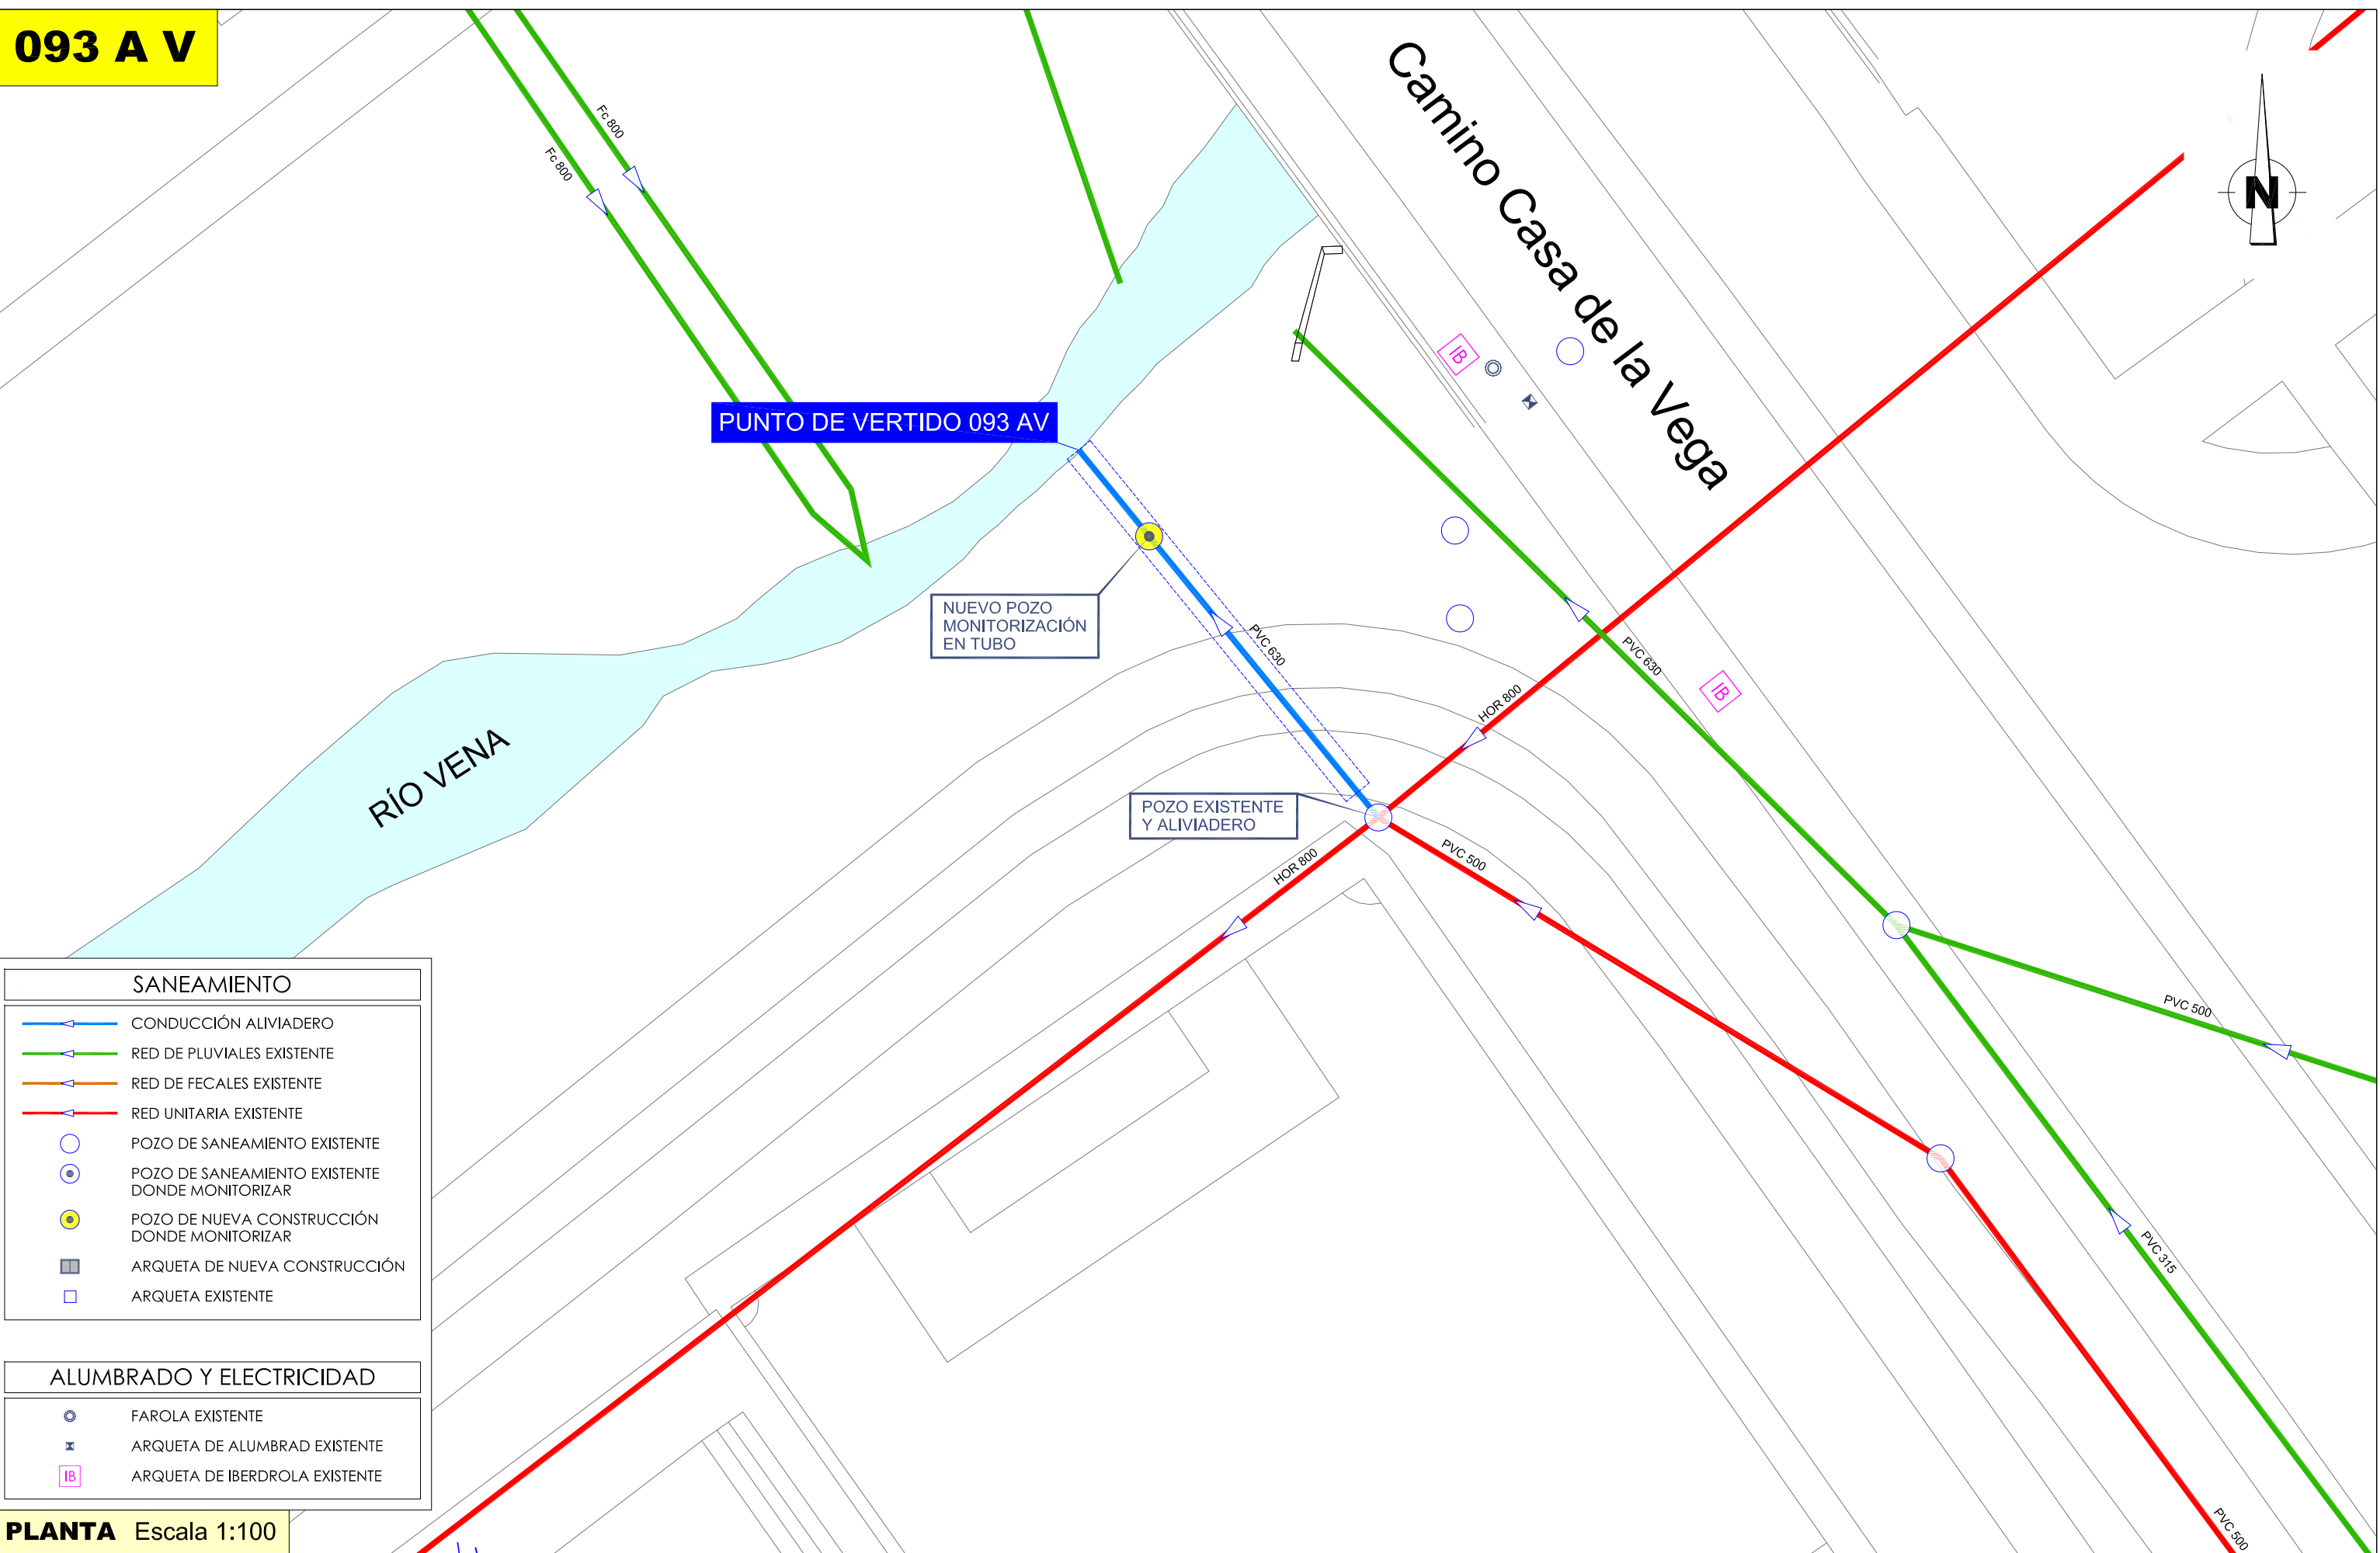 093 A V
Fc 800
Fc 800
Camino Casa de la Vega
N
IB
PUNTO DE VERTIDO 093 AV
NUEVO POZO
MONITORIZACIÓN
EN TUBO
PVC 630
PVC 630
IB
HOR 800
RÍO VENA
POZO EXISTENTE
Y ALIVIADERO
HOR 800
PVC 500
PVC 500
PVC 315
PVC 500
SANEAMIENTO
CONDUCCIÓN ALIVIADERO
RED DE PLUVIALES EXISTENTE
RED DE FECALES EXISTENTE
RED UNITARIA EXISTENTE
POZO DE SANEAMIENTO EXISTENTE
POZO DE SANEAMIENTO EXISTENTE
DONDE MONITORIZAR
POZO DE NUEVA CONSTRUCCIÓN
DONDE MONITORIZAR
ARQUETA DE NUEVA CONSTRUCCIÓN
ARQUETA EXISTENTE
ALUMBRADO Y ELECTRICIDAD
FAROLA EXISTENTE
ARQUETA DE ALUMBRAD EXISTENTE
IB
ARQUETA DE IBERDROLA EXISTENTE
PLANTA Escala 1:100